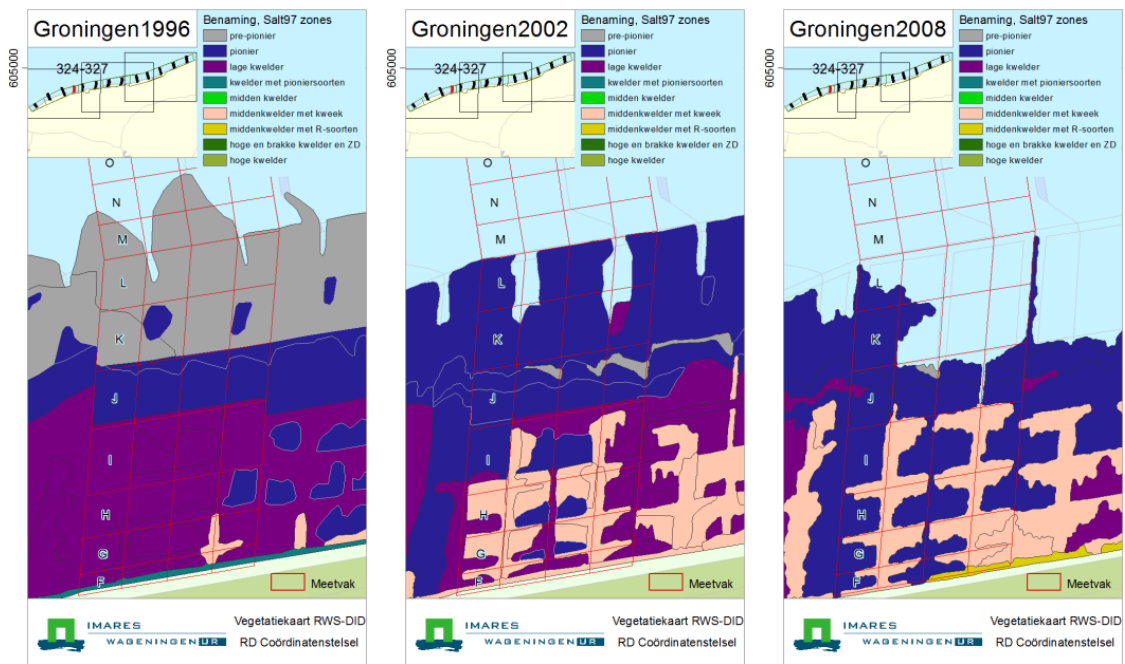 Groningen1996
Benaming, Salt97 zones
pre-pionier
pionier
lage kwelder
kwelder met pioniersoorten
midden kwelder
middenkwelder met kweek
middenkwelder met R-soorten
hoge en brakke kwelder en ZD
hoge kwelder
605000
324-327
O
N
M
L
K
J
I
H
G
F
Meetvak
IMARES
WAGENINGEN UR
Vegetatiekaart RWS-DID
RD Coördinatenstelsel
Groningen2002
Benaming, Salt97 zones
pre-pionier
pionier
lage kwelder
kwelder met pioniersoorten
midden kwelder
middenkwelder met kweek
middenkwelder met R-soorten
hoge en brakke kwelder en ZD
hoge kwelder
605000
324-327
O
N
M
L
K
J
I
H
G
F
Meetvak
IMARES
WAGENINGEN UR
Vegetatiekaart RWS-DID
RD Coördinatenstelsel
Groningen2008
Benaming, Salt97 zones
pre-pionier
pionier
lage kwelder
kwelder met pioniersoorten
midden kwelder
middenkwelder met kweek
middenkwelder met R-soorten
hoge en brakke kwelder en ZD
hoge kwelder
605000
324-327
O
N
M
L
K
J
I
H
G
F
Meetvak
IMARES
WAGENINGEN UR
Vegetatiekaart RWS-DID
RD Coördinatenstelsel